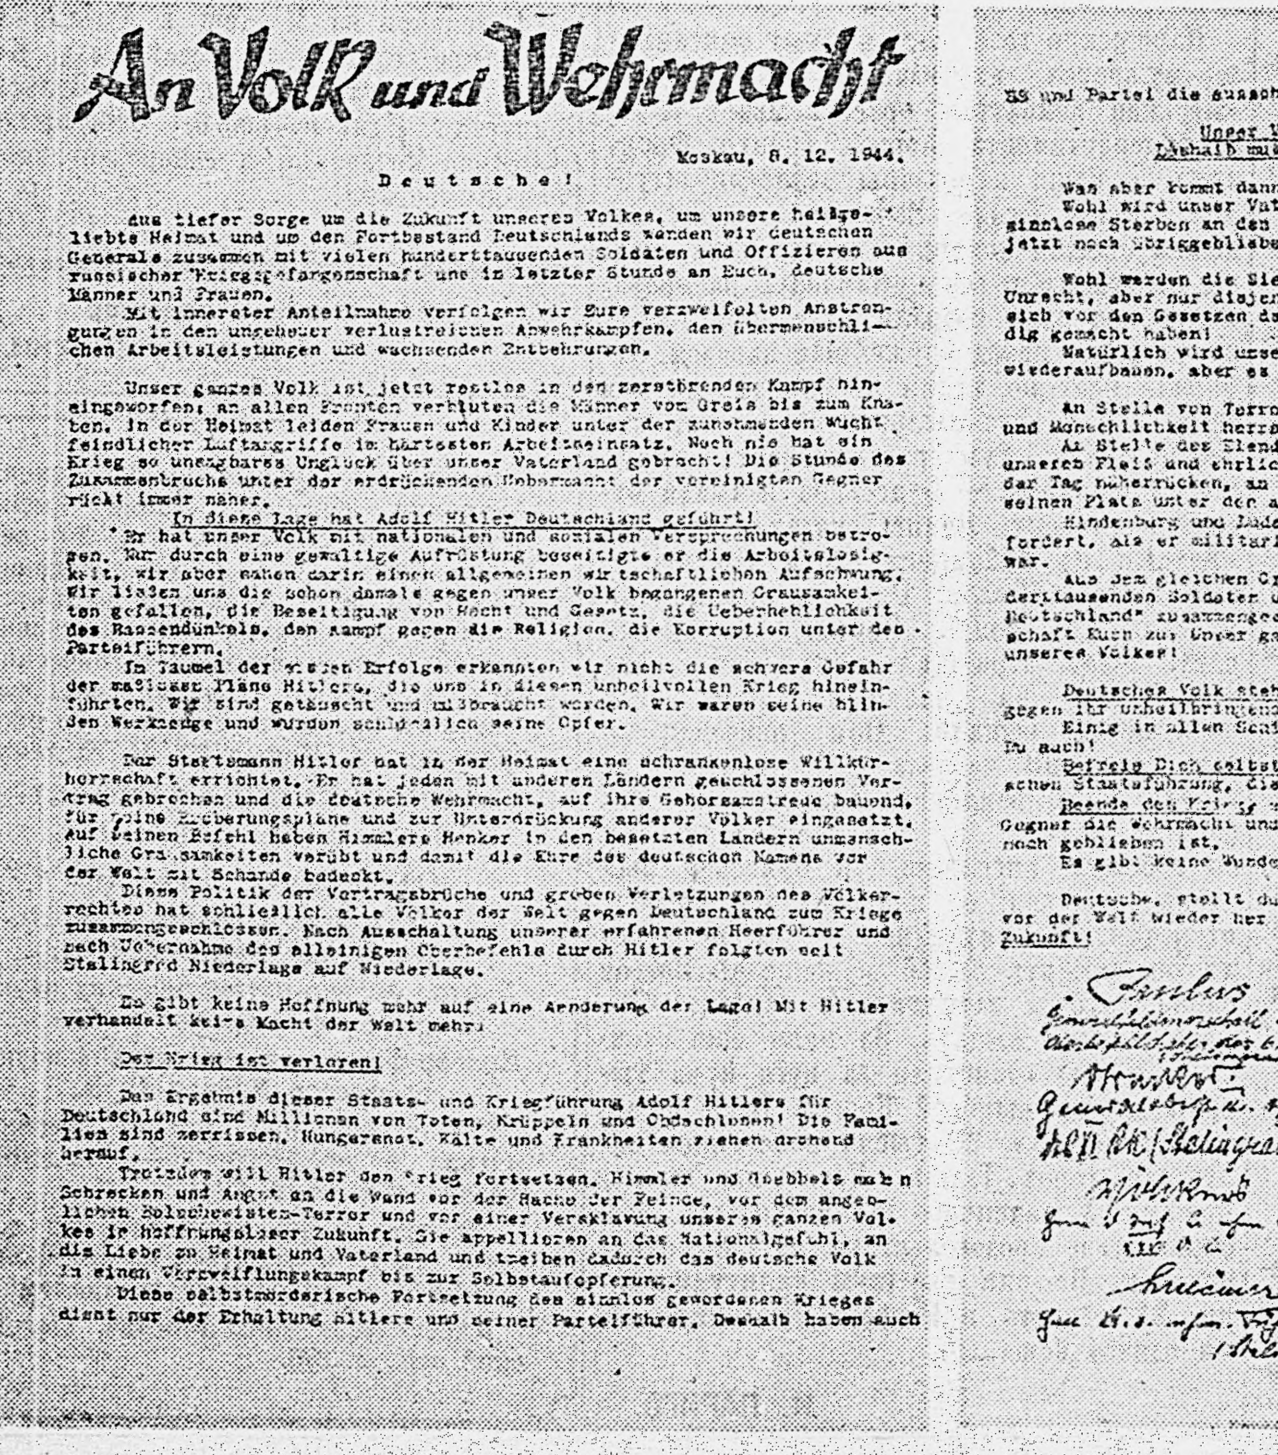 An Volk und Wehrmacht
Moskau, 8. 12. 1944.
Deutsche!
Aus tiefer Sorge um die Zukunft unseres Volkes, um unsere heißge-
liebte Heimat und um den Fortbestand Deutschlands wenden wir deutschen
Generale zusammen mit vielen hunderttausenden Soldaten und Offizieren aus
russischer Kriegsgefangenschaft uns in letzter Stunde an Euch, deutsche
Männer und Frauen.
Mit innerster Anteilnahme verfolgen wir Eure verzweifelten Anstren-
gungen in den ungeheuer verlustreichen Abwehrkämpfen, den übermenschli-
chen Arbeitsleistungen und wachsenden Entbehrungen.
Unser ganzes Volk ist jetzt restlos in den zerstörenden Kampf hin-
eingeworfen; an allen Fronten verbluten die Männer vom Greis bis zum Kna-
ben, in der Heimat leiden Frauen und Kinder unter der zunehmenden Wucht
feindlicher Luftangriffe im härtesten Arbeitseinsatz. Noch nie hat ein
Krieg so unsagbares Unglück über unser Vaterland gebracht! Die Stunde des
Zusammenbruchs unter der erdrückenden Uebermacht der vereinigten Gegner
rückt immer näher.
In diese Lage hat Adolf Hitler Deutschland geführt!
Er hat unser Volk mit nationalen und sozialen Versprechungen betro-
gen. Nur durch eine gewaltige Aufrüstung beseitigte er die Arbeitslosig-
keit, wir aber sahen darin einen allgemeinen wirtschaftlichen Aufschwung.
Wir ließen uns die schon damals gegen unser Volk begangenen Grausamkei-
ten gefallen, die Beseitigung von Recht und Gesetz, die Ueberheblichkeit
des Rassendünkels, den Kampf gegen die Religion, die Korruption unter den
Parteiführern.
Im Taumel der ersten Erfolge erkannten wir nicht die schwere Gefahr
der maßlosen Pläne Hitlers, die uns in diesen unheilvollen Krieg hinein-
führten. Wir sind getäuscht und mißbraucht worden. Wir waren seine blin-
den Werkzeuge und wurden schließlich seine Opfer.
Der Staatsmann Hitler hat in der Heimat eine schrankenlose Willkür-
herrschaft errichtet. Er hat jeden mit anderen Ländern geschlossenen Ver-
trag gebrochen und die deutsche Wehrmacht, auf ihre Gehorsamstreue bauend,
für seine Eroberungspläne und zur Unterdrückung anderer Völker eingesetzt.
Auf seinen Befehl haben Himmlers Henker in den besetzten Ländern unmensch-
liche Grausamkeiten verübt und damit die Ehre des deutschen Namens vor
der Welt mit Schande bedeckt.
Diese Politik der Vertragsbrüche und groben Verletzungen des Völker-
rechtes hat schließlich alle Völker der Welt gegen Deutschland zum Kriege
zusammengeschlossen. Nach Ausschaltung unserer erfahrenen Heerführer und
nach Uebernahme des alleinigen Oberbefehls durch Hitler folgten seit
Stalingrad Niederlage auf Niederlage.
Es gibt keine Hoffnung mehr auf eine Aenderung der Lage! Mit Hitler
verhandelt keine Macht der Welt mehr.
Der Krieg ist verloren!
Das Ergebnis dieser Staats- und Kriegführung Adolf Hitlers für
Deutschland sind Millionen von Toten, Krüppeln und Obdachlosen! Die Fami-
lien sind zerrissen. Hungersnot, Kälte und Krankheiten ziehen drohend
herauf.
Trotzdem will Hitler den Krieg fortsetzen. Himmler und Goebbels malen
Schrecken und Angst an die Wand vor der Rache der Feinde, vor dem angeb-
lichen Bolschewisten-Terror und vor einer Versklavung unseres ganzen Vol-
kes in hoffnungsloser Zukunft. Sie appellieren an das Nationalgefühl, an
die Liebe zu Heimat und Vaterland und treiben dadurch das deutsche Volk
in einen Verzweiflungskampf bis zur Selbstaufopferung.
Diese selbstmörderische Fortsetzung des sinnlos gewordenen Krieges
dient nur der Erhaltung Hitlers und seiner Parteiführer. Deshalb haben auch
SS und Partei die
Unser
Deshalb
Was aber kommt dann
Wohl wird unser
sinnlose Sterben an den
jetzt noch
Wohl werden die
Unrecht, aber nur
sich vor den Gesetzen
dig gemacht haben!
Natürlich wird
wiederaufbauen, aber es
An Stelle von
und Menschlichkeit
An Stelle des
unseren Fleiß und
der Tag näherrücken, an
seinen Platz unter der
Hindenburg und
fordert, als er
war.
Aus dem gleichen
derttausenden Soldaten
Deutschland"
schaft Euch zu: Unser
unseres Volkes!
Deutsches Volk
gegen ihr
Einig in allen
Du auch!
Befreie Dich
schen Staatsführung, die
Beende den Krieg,
Gegner die Wehrmacht und
noch geblieben ist.
Es gibt keine
Deutsche, stellt
vor der Welt wieder her
Zukunft!
Paulus
Generalfeldmarschall
Strecker